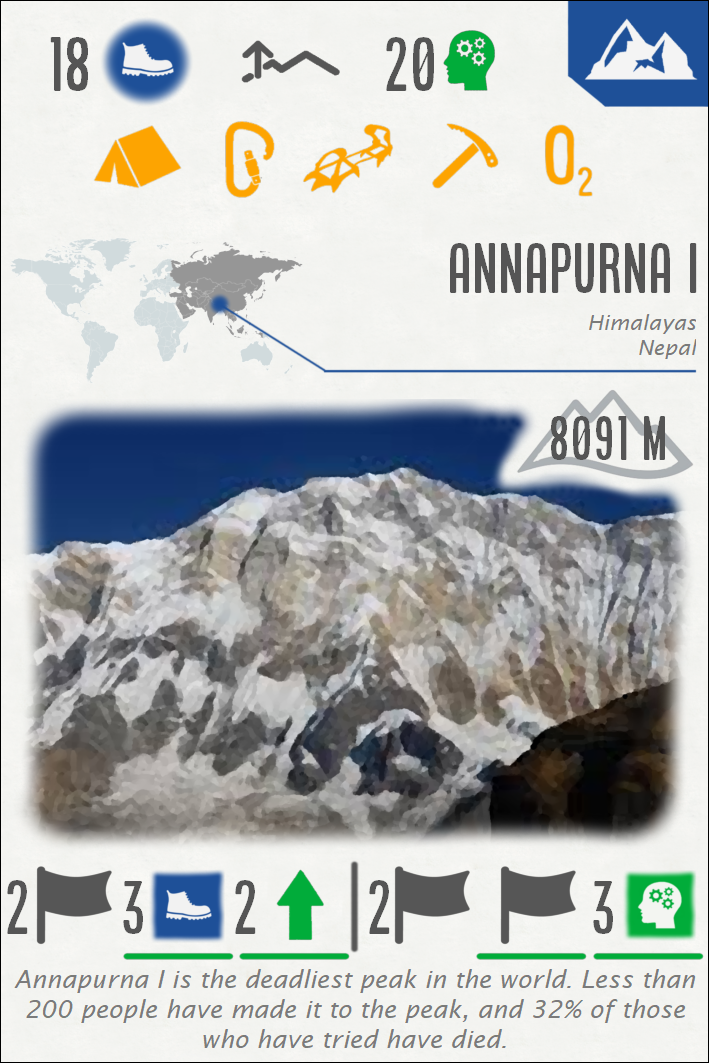 18 20
O2
ANNAPURNA I
Himalayas
Nepal
8091 M
2 3 2 2 3
Annapurna I is the deadliest peak in the world. Less than
200 people have made it to the peak, and 32% of those
who have tried have died.